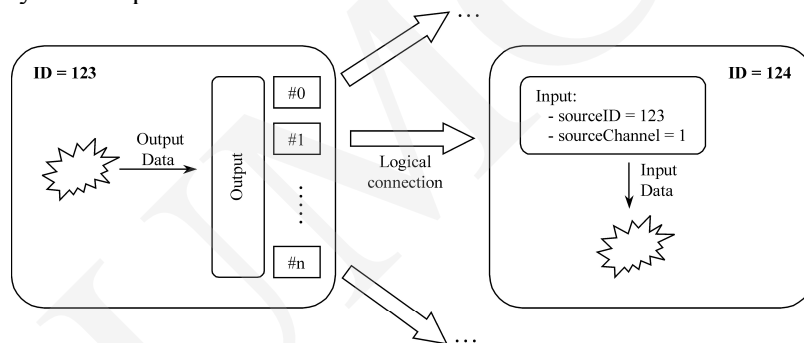 ...
ID = 123
Output
Data
Output
#0
#1
......
#n
Logical
connection
ID = 124
Input:
- sourceID = 123
- sourceChannel = 1
Input
Data
...